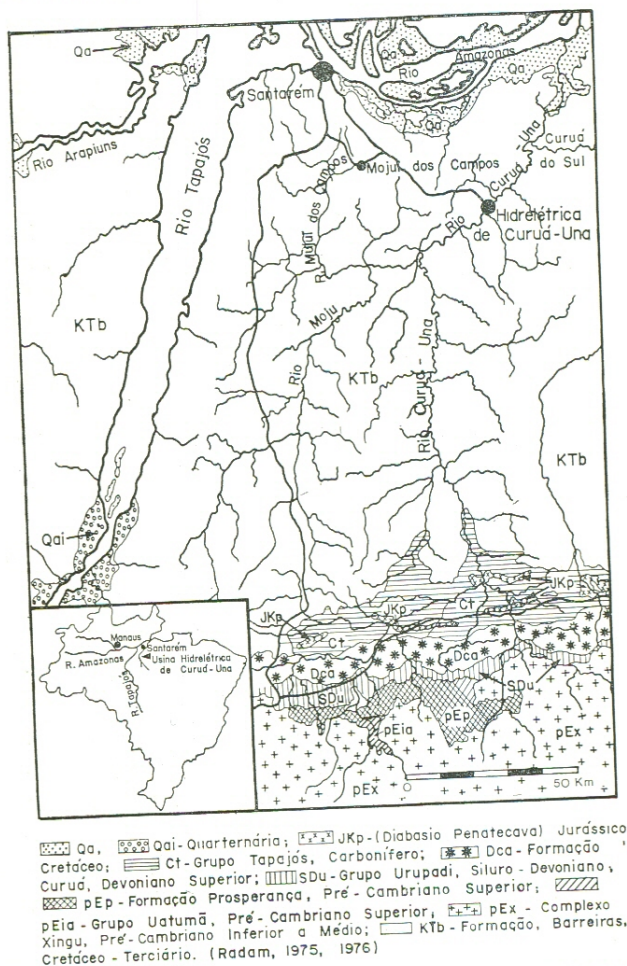 Qa
Qa
Qa
Rio Amazonas
Qa
Qa
Santarém
Rio Arapiuns
Rio Tapajós
R. Mujuí dos Campos
Mojuí dos Campos
Rio Curuá-Una
Curuá do Sul
Hidrelétrica
de Curuá-Una
KTb
Rio Moju
KTb
Rio Curuá-Una
KTb
Qai
JKp
JKp
JKp
Ct
Ct
Dca
Dca
SDu
SDu
pEp
pEia
pEx
pEx
0 50 Km
Manaus
Santarém
R. Amazonas
Usina Hidrelétrica
de Curuá-Una
R. Tapajós
Qa, Qai-Quarternária; JKp-(Diabasio Penatecava) Jurássico
Cretáceo; Ct-Grupo Tapajós, Carbonífero; Dca-Formação
Curuá, Devoniano Superior; SDu-Grupo Urupadi, Siluro-Devoniano,
pEp-Formação Prosperança, Pré-Cambriano Superior;
pEia-Grupo Uatumã, Pré-Cambriano Superior, pEx-Complexo
Xingu, Pré-Cambriano Inferior a Médio; KTb-Formação, Barreiras,
Cretáceo-Terciário. (Radam, 1975, 1976)